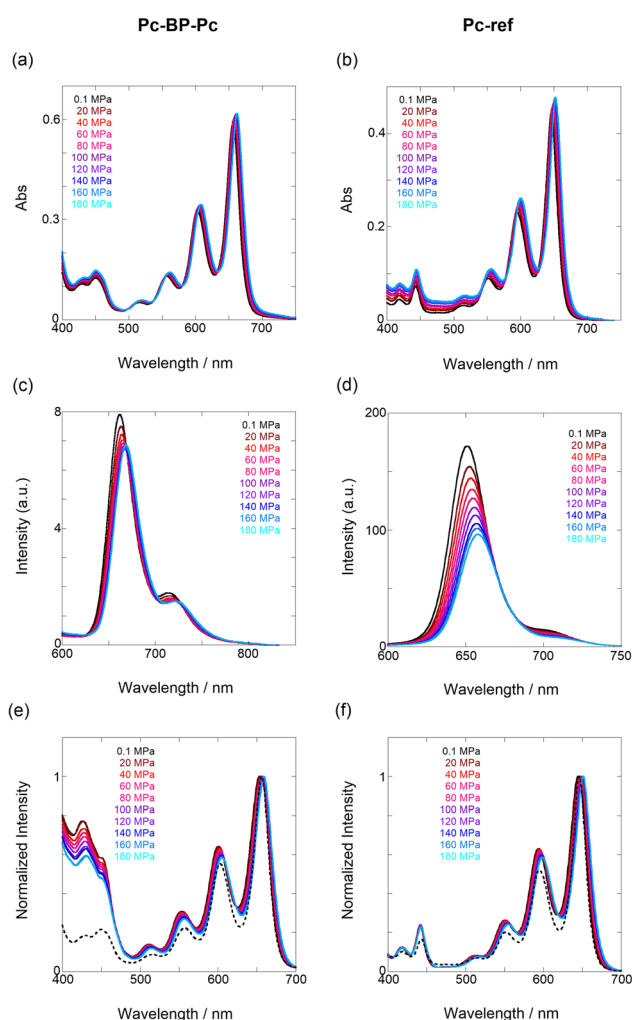 Pc-BP-Pc
Pc-ref
(a)
(b)
0.1 MPa
20 MPa
40 MPa
60 MPa
80 MPa
100 MPa
120 MPa
140 MPa
160 MPa
180 MPa
0.6
0.3
0
Abs
400
500
600
700
Wavelength / nm
0.1 MPa
20 MPa
40 MPa
60 MPa
80 MPa
100 MPa
120 MPa
140 MPa
160 MPa
180 MPa
0.4
0.2
0
Abs
400
500
600
700
Wavelength / nm
(c)
(d)
0.1 MPa
20 MPa
40 MPa
60 MPa
80 MPa
100 MPa
120 MPa
140 MPa
160 MPa
180 MPa
8
4
0
Intensity (a.u.)
600
700
800
Wavelength / nm
0.1 MPa
20 MPa
40 MPa
60 MPa
80 MPa
100 MPa
120 MPa
140 MPa
160 MPa
180 MPa
200
100
0
Intensity (a.u.)
600
650
700
750
Wavelength / nm
(e)
(f)
0.1 MPa
20 MPa
40 MPa
60 MPa
80 MPa
100 MPa
120 MPa
140 MPa
160 MPa
180 MPa
1
0
Normalized Intensity
400
500
600
700
Wavelength / nm
0.1 MPa
20 MPa
40 MPa
60 MPa
80 MPa
100 MPa
120 MPa
140 MPa
160 MPa
180 MPa
1
0
Normalized Intensity
400
500
600
700
Wavelength / nm